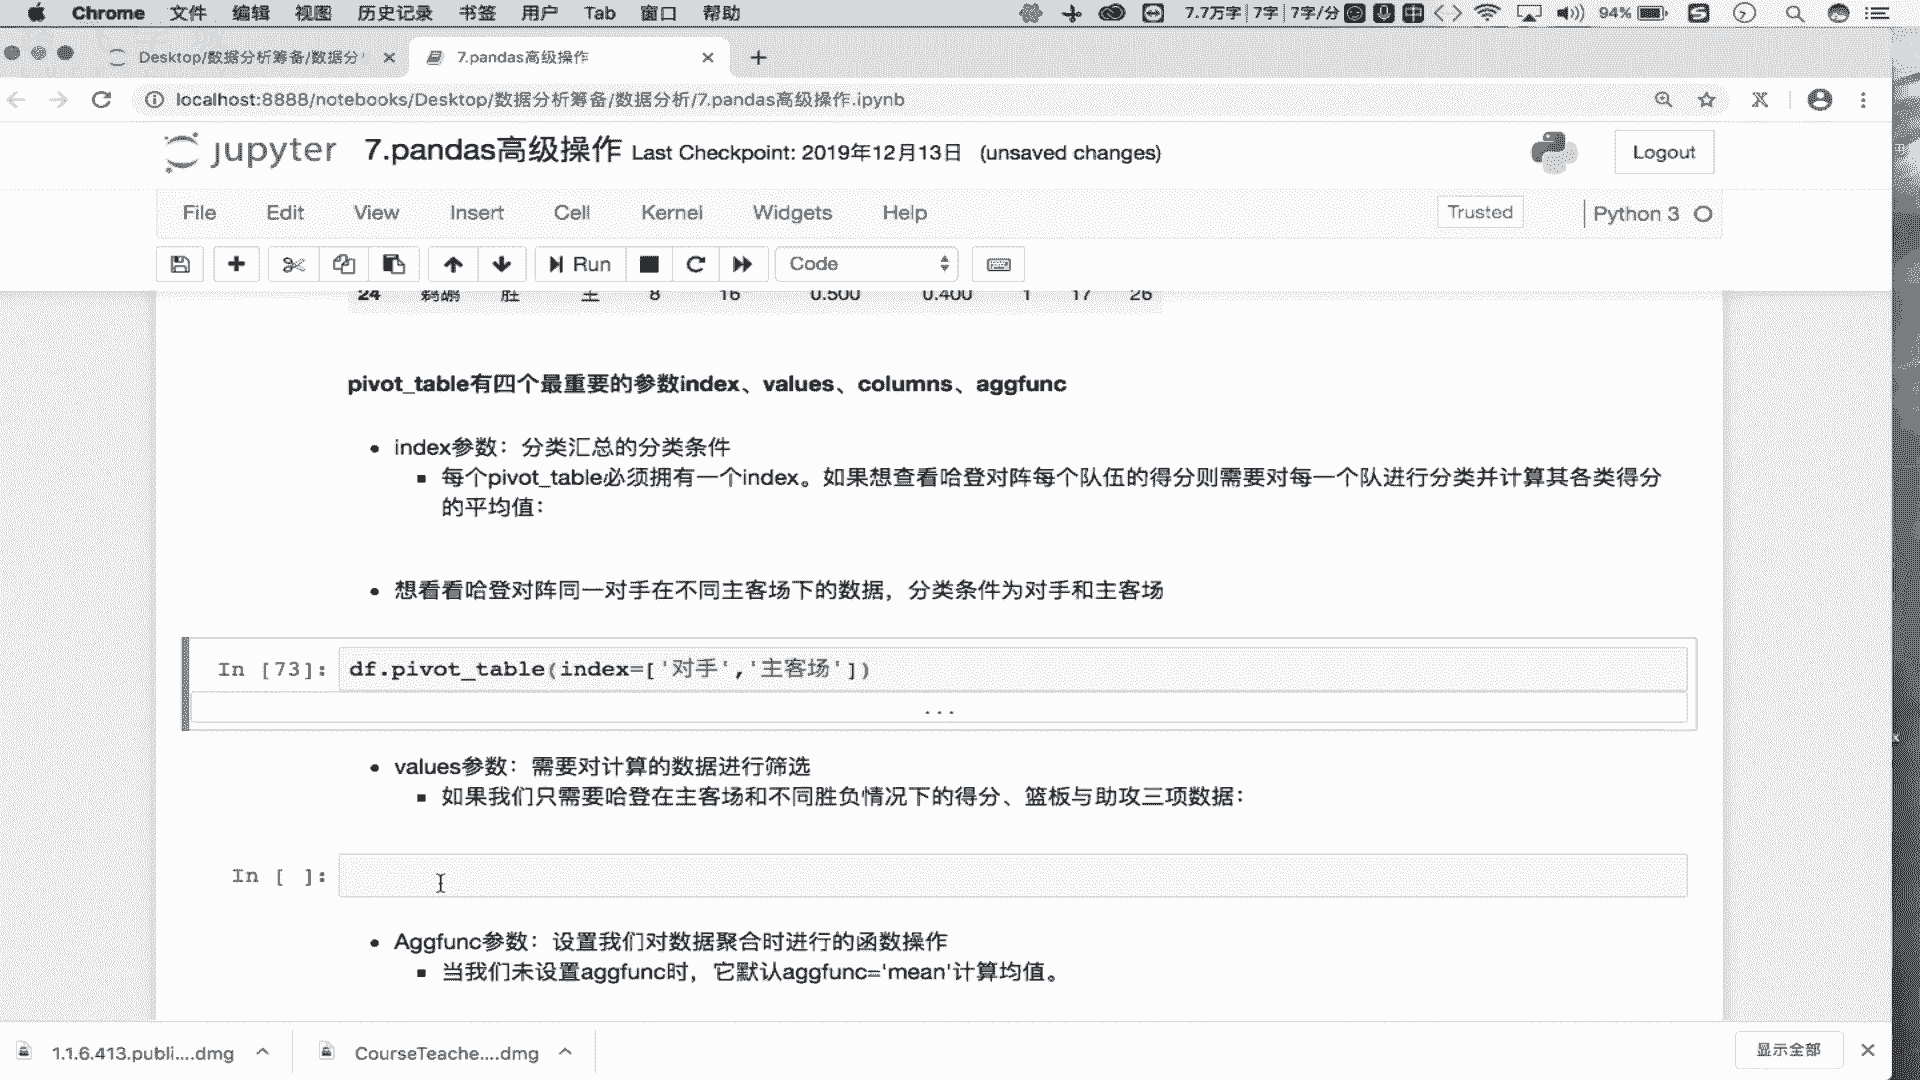 Chrome 文件 编辑 视图 历史记录 书签 用户 Tab 窗口 帮助 7.7万字 7字 7字/分 中 94%
Desktop/数据分析筹备/数据分 7.pandas高级操作
localhost:8888/notebooks/Desktop/数据分析筹备/数据分析/7.pandas高级操作.ipynb
jupyter 7.pandas高级操作 Last Checkpoint: 2019年12月13日 (unsaved changes) Logout
File Edit View Insert Cell Kernel Widgets Help Trusted Python 3
Run Code
24 鹈鹕 胜 主 8 16 0.500 0.400 1 17 26
pivot_table有四个最重要的参数index、values、columns、aggfunc
index参数：分类汇总的分类条件
每个pivot_table必须拥有一个index。如果想查看哈登对阵每个队伍的得分则需要对每一个队进行分类并计算其各类得分
的平均值：
想看看哈登对阵同一对手在不同主客场下的数据，分类条件为对手和主客场
In [73]: df.pivot_table(index=['对手','主客场'])
...
values参数：需要对计算的数据进行筛选
如果我们只需要哈登在主客场和不同胜负情况下的得分、篮板与助攻三项数据：
In [ ]:
Aggfunc参数：设置我们对数据聚合时进行的函数操作
当我们未设置aggfunc时，它默认aggfunc='mean'计算均值。
1.1.6.413.publi....dmg CourseTeache....dmg 显示全部